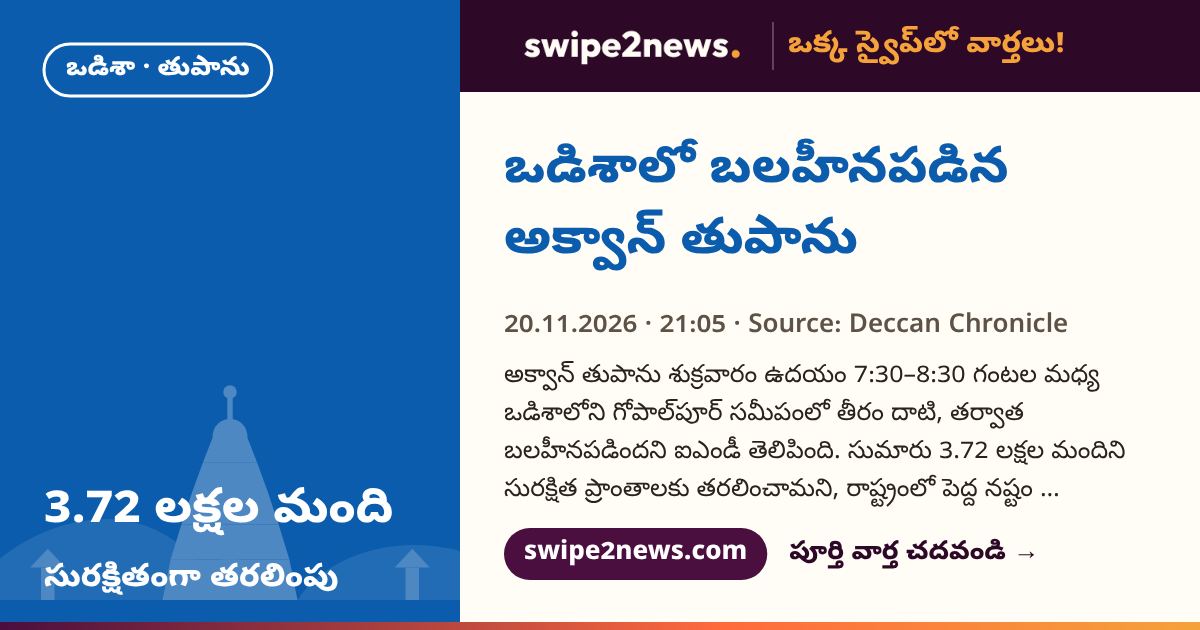 ఒడిశా · తుపాను
swipe2news.
ఒక్క స్వైప్‌లో వార్తలు!
ఒడిశాలో బలహీనపడిన
అక్వాన్ తుపాను
20.11.2026 · 21:05 · Source: Deccan Chronicle
అక్వాన్ తుపాను శుక్రవారం ఉదయం 7:30–8:30 గంటల మధ్య
ఒడిశాలోని గోపాల్‌పూర్ సమీపంలో తీరం దాటి, తర్వాత
బలహీనపడిందని ఐఎండీ తెలిపింది. సుమారు 3.72 లక్షల మందిని
సురక్షిత ప్రాంతాలకు తరలించామని, రాష్ట్రంలో పెద్ద నష్టం ...
3.72 లక్షల మంది
సురక్షితంగా తరలింపు
swipe2news.com
పూర్తి వార్త చదవండి →